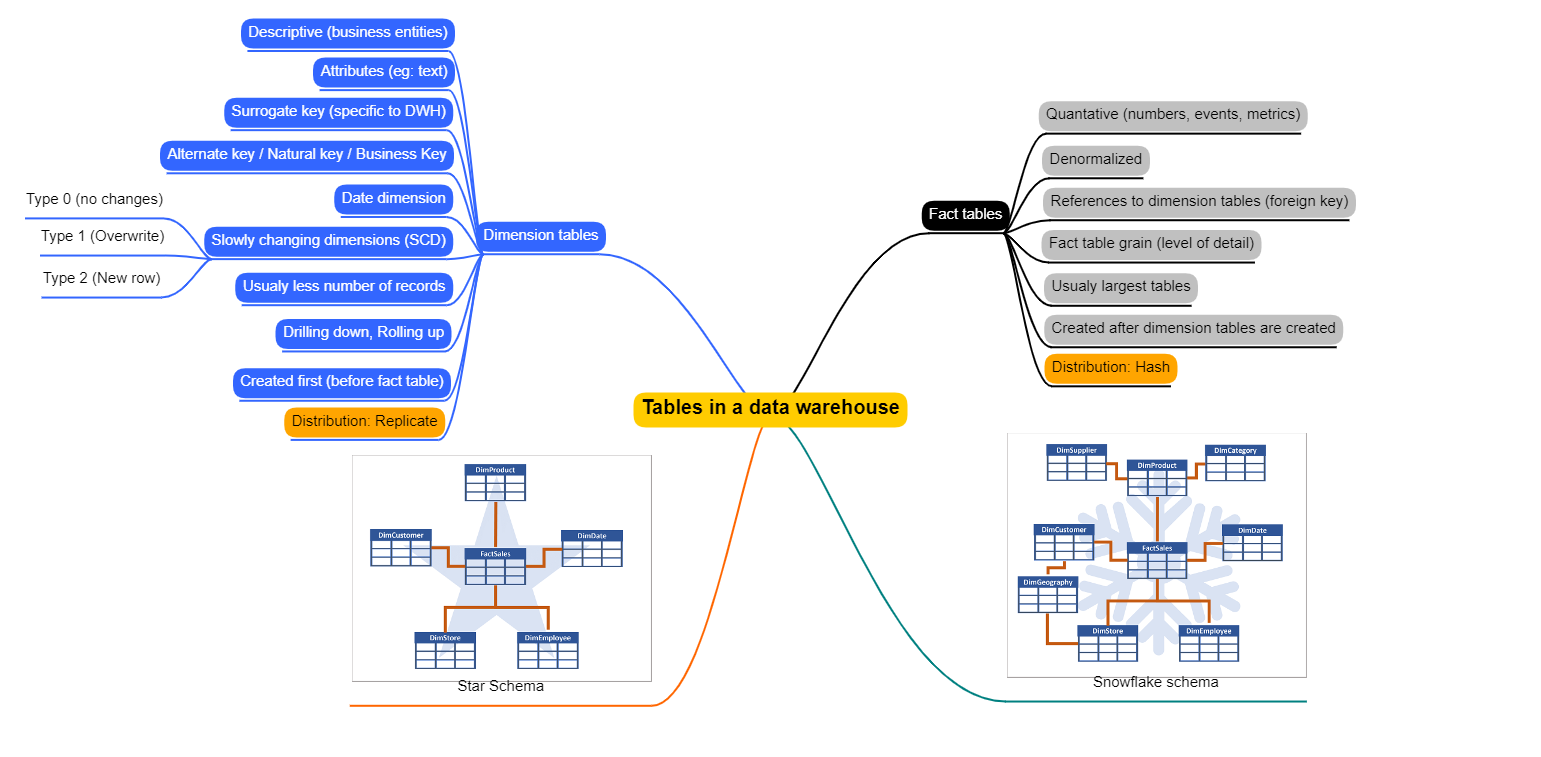 Descriptive (business entities)
Attributes (eg: text)
Surrogate key (specific to DWH)
Alternate key / Natural key / Business Key
Date dimension
Slowly changing dimensions (SCD)
Type 0 (no changes)
Type 1 (Overwrite)
Type 2 (New row)
Usualy less number of records
Drilling down, Rolling up
Created first (before fact table)
Distribution: Replicate
Dimension tables
Fact tables
Quantative (numbers, events, metrics)
Denormalized
References to dimension tables (foreign key)
Fact table grain (level of detail)
Usualy largest tables
Created after dimension tables are created
Distribution: Hash
Tables in a data warehouse
DimProduct
DimCustomer
FactSales
DimDate
DimStore
DimEmployee
Star Schema
DimSupplier
DimProduct
DimCategory
DimCustomer
FactSales
DimDate
DimGeography
DimStore
DimEmployee
Snowflake schema